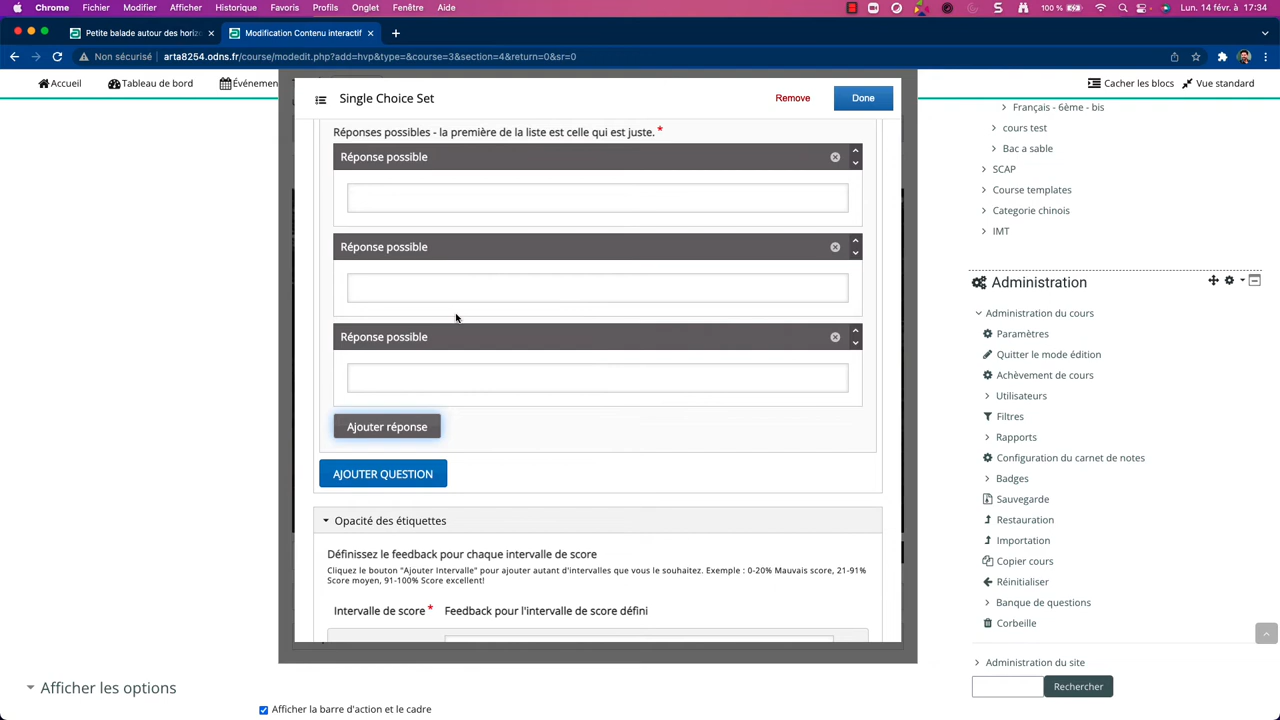 Chrome Fichier Modifier Afficher Historique Favoris Profils Onglet Fenêtre Aide 100 % Lun. 14 févr. à 17:34
Petite balade autour des horiz Modification Contenu interactif
Non sécurisé arta8254.odns.fr/course/modedit.php?add=hvp&type=&course=3&section=4&return=0&sr=0
Accueil Tableau de bord Événemen Cacher les blocs Vue standard
Single Choice Set Remove Done
Réponses possibles - la première de la liste est celle qui est juste. *
Réponse possible
Réponse possible
Réponse possible
Ajouter réponse
AJOUTER QUESTION
Opacité des étiquettes
Définissez le feedback pour chaque intervalle de score
Cliquez le bouton "Ajouter Intervalle" pour ajouter autant d'intervalles que vous le souhaitez. Exemple : 0-20% Mauvais score, 21-91%
Score moyen, 91-100% Score excellent!
Intervalle de score * Feedback pour l'intervalle de score défini
Afficher les options
Afficher la barre d'action et le cadre
Français - 6ème - bis
cours test
Bac a sable
SCAP
Course templates
Categorie chinois
IMT
Administration
Administration du cours
Paramètres
Quitter le mode édition
Achèvement de cours
Utilisateurs
Filtres
Rapports
Configuration du carnet de notes
Badges
Sauvegarde
Restauration
Importation
Copier cours
Réinitialiser
Banque de questions
Corbeille
Administration du site
Rechercher